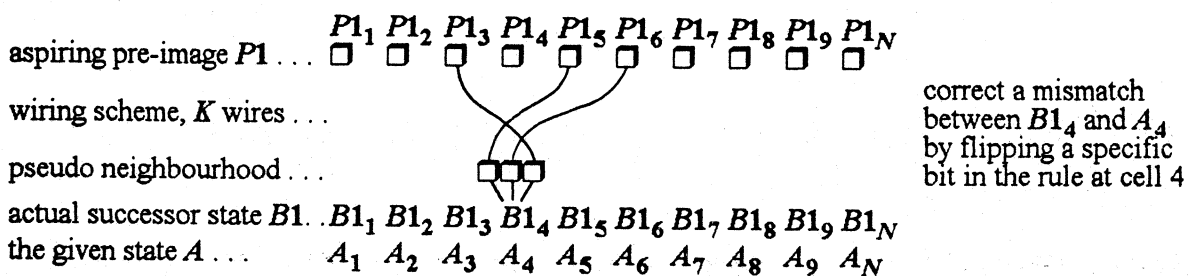 P1₁ P1₂ P1₃ P1₄ P1₅ P1₆ P1₇ P1₈ P1₉ P1_N
aspiring pre-image P1 . . .
wiring scheme, K wires . . .
pseudo neighbourhood . . .
actual successor state B1. . B1₁ B1₂ B1₃ B1₄ B1₅ B1₆ B1₇ B1₈ B1₉ B1_N
the given state A . . . A₁ A₂ A₃ A₄ A₅ A₆ A₇ A₈ A₉ A_N
correct a mismatch
between B1₄ and A₄
by flipping a specific
bit in the rule at cell 4